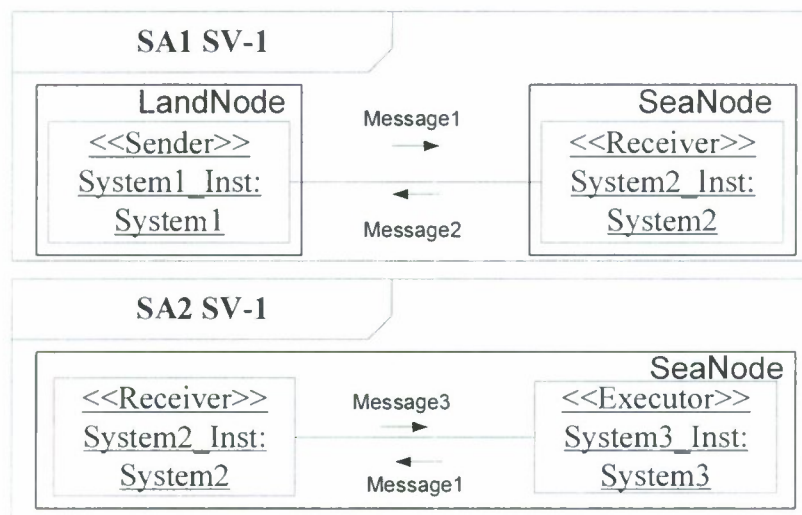 SA1 SV-1
LandNode
<<Sender>>
System1_Inst:
System1
Message1
Message2
SeaNode
<<Receiver>>
System2_Inst:
System2
SA2 SV-1
SeaNode
<<Receiver>>
System2_Inst:
System2
Message3
Message1
<<Executor>>
System3_Inst:
System3